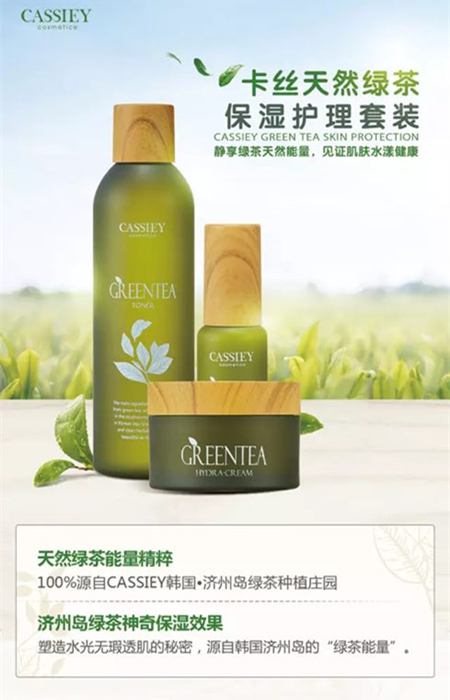 CASSIEY
cosmetice
卡丝天然绿茶
保湿护理套装
CASSIEY GREEN TEA SKIN PROTECTION
静享绿茶天然能量，见证肌肤水漾健康
CASSIEY
cosmetice
GREENTEA
TONER
CASSIEY
cosmetice
GREENTEA
HYDRA-CREAM
天然绿茶能量精粹
100%源自CASSIEY韩国•济州岛绿茶种植庄园
济州岛绿茶神奇保湿效果
塑造水光无瑕透肌的秘密，源自韩国济州岛的“绿茶能量”。